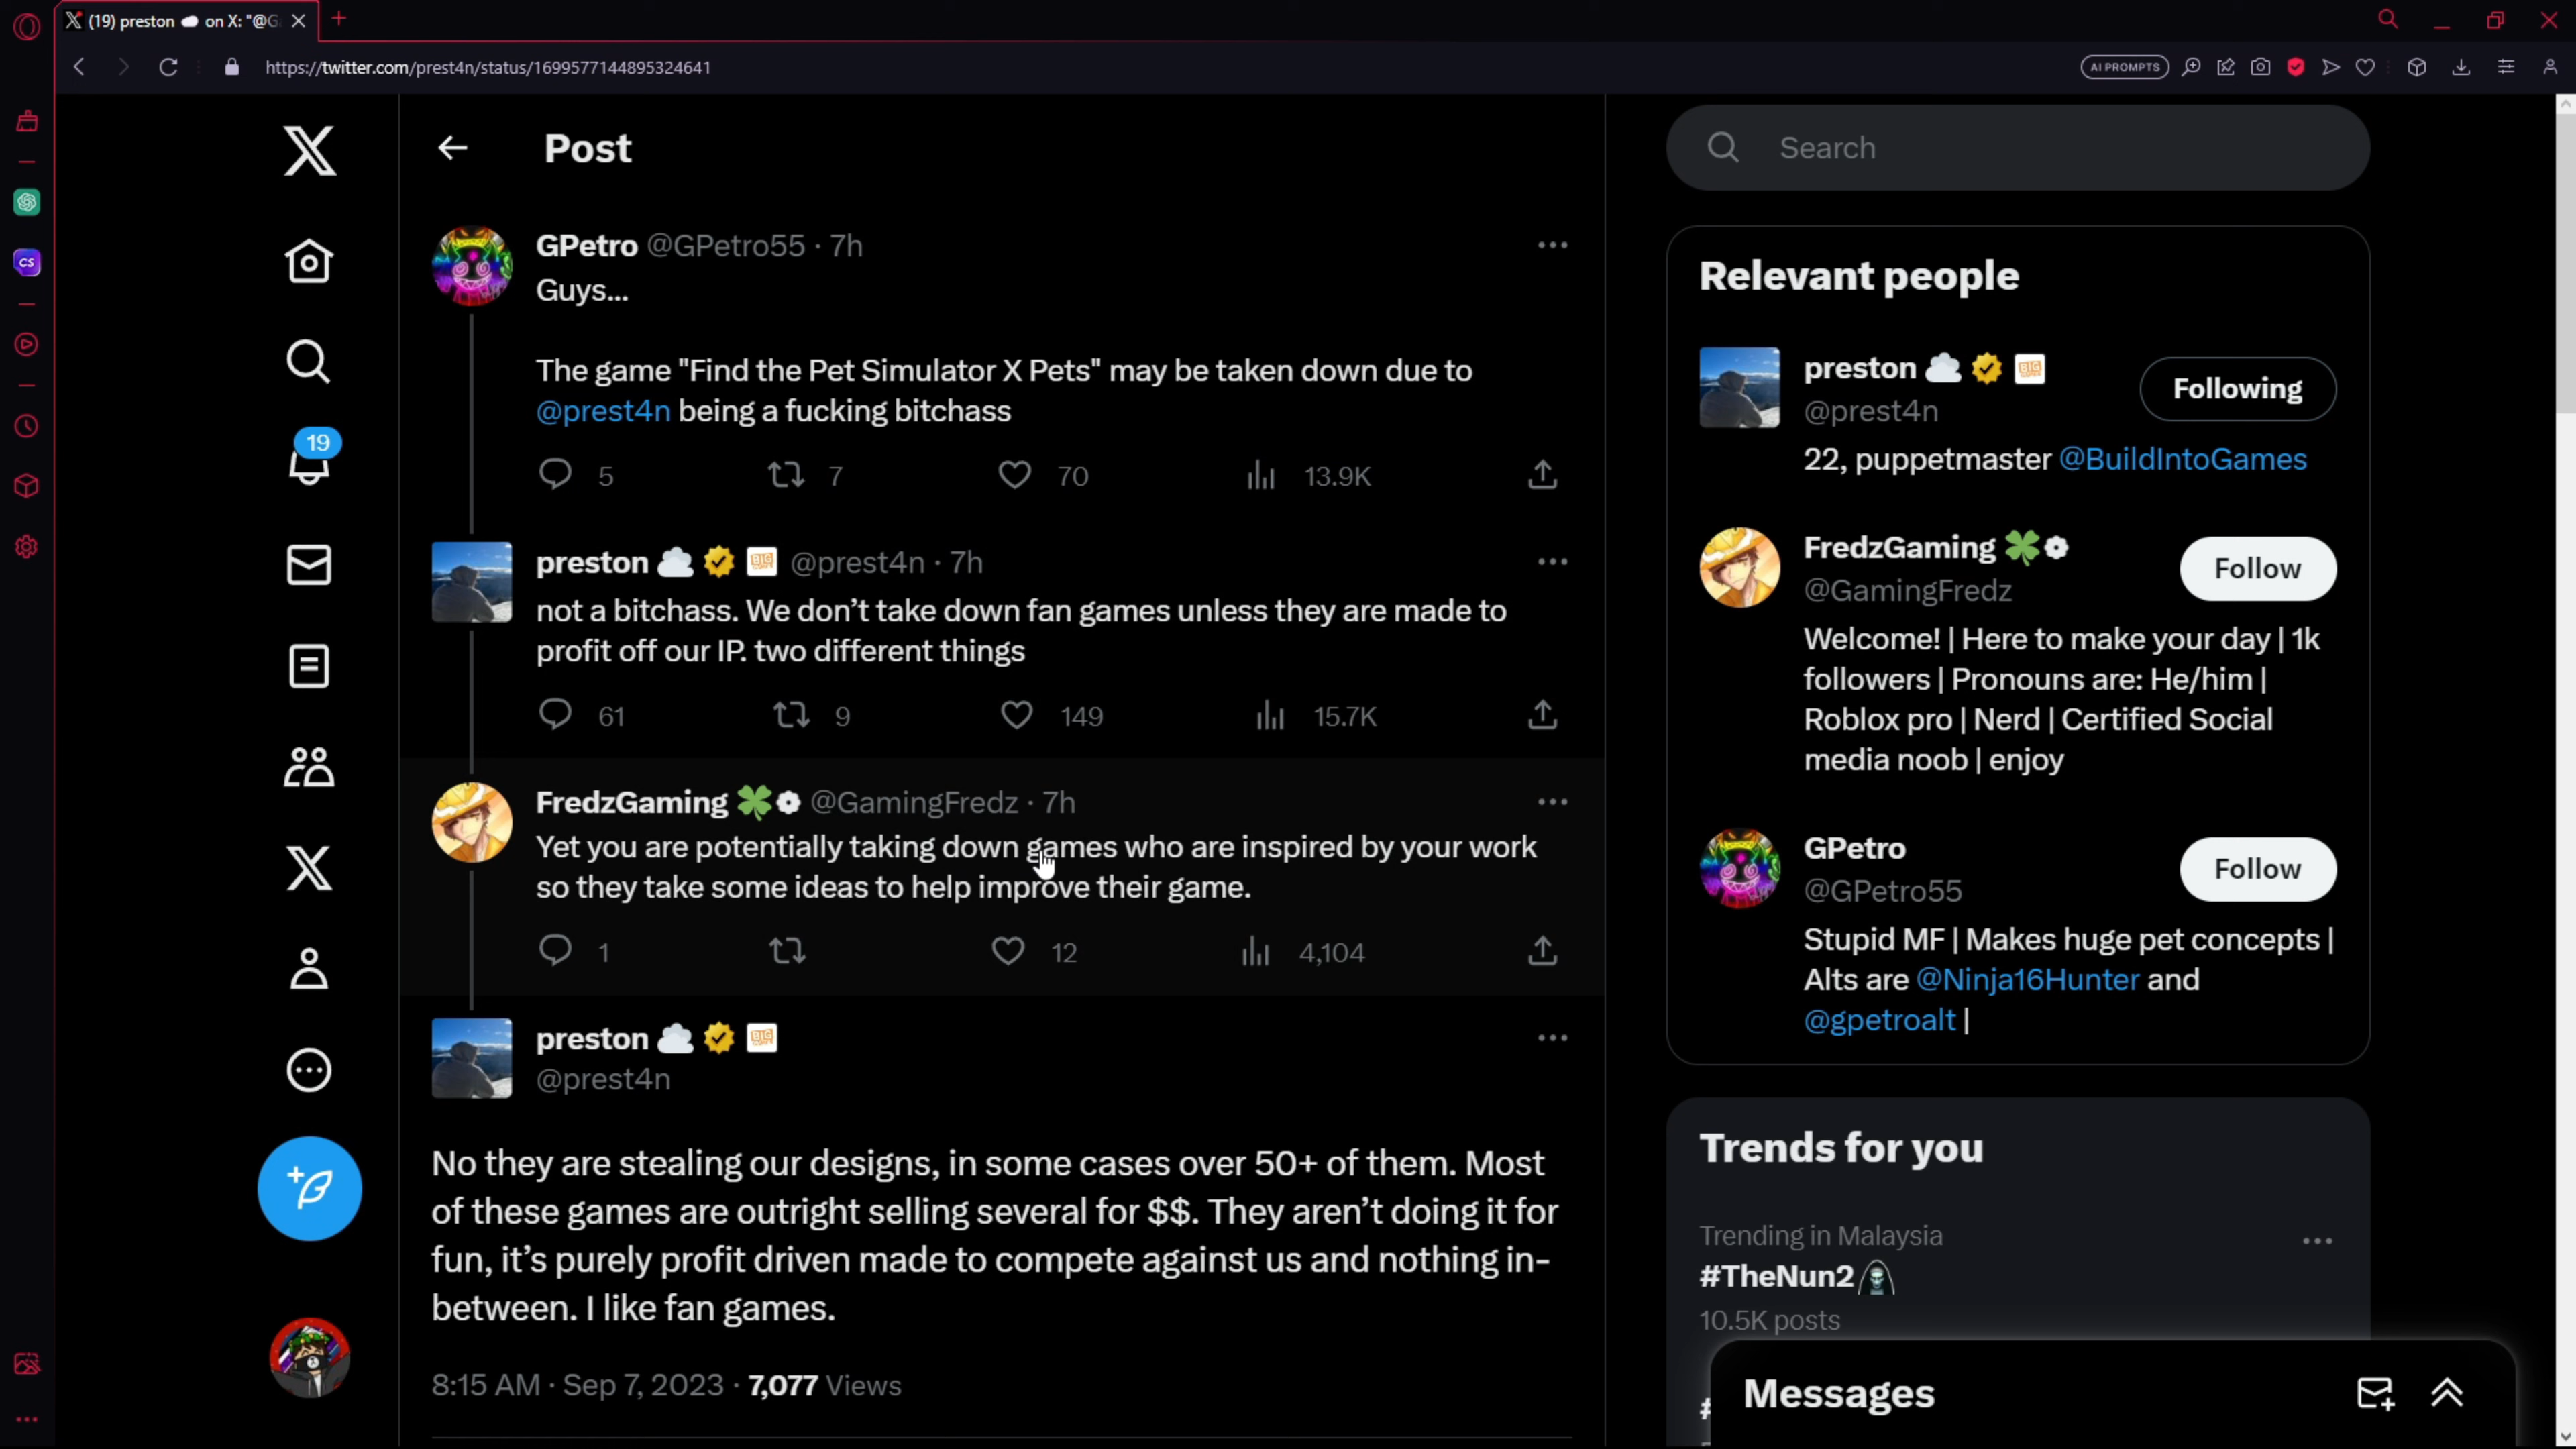 (19) preston ☁ on X: "@G
https://twitter.com/prest4n/status/1699577144895324641
AI PROMPTS
CS
19
Post
GPetro @GPetro55 · 7h
Guys...
The game "Find the Pet Simulator X Pets" may be taken down due to
@prest4n being a fucking bitchass
5 7 70 13.9K
preston ☁ @prest4n · 7h
not a bitchass. We don't take down fan games unless they are made to
profit off our IP. two different things
61 9 149 15.7K
FredzGaming 🍀 @GamingFredz · 7h
Yet you are potentially taking down games who are inspired by your work
so they take some ideas to help improve their game.
1 12 4,104
preston ☁
@prest4n
No they are stealing our designs, in some cases over 50+ of them. Most
of these games are outright selling several for $$. They aren't doing it for
fun, it's purely profit driven made to compete against us and nothing in-
between. I like fan games.
8:15 AM · Sep 7, 2023 · 7,077 Views
Search
Relevant people
preston ☁
@prest4n
Following
22, puppetmaster @BuildIntoGames
FredzGaming 🍀
@GamingFredz
Follow
Welcome! | Here to make your day | 1k
followers | Pronouns are: He/him |
Roblox pro | Nerd | Certified Social
media noob | enjoy
GPetro
@GPetro55
Follow
Stupid MF | Makes huge pet concepts |
Alts are @Ninja16Hunter and
@gpetroalt |
Trends for you
Trending in Malaysia
#TheNun2
10.5K posts
#
Messages